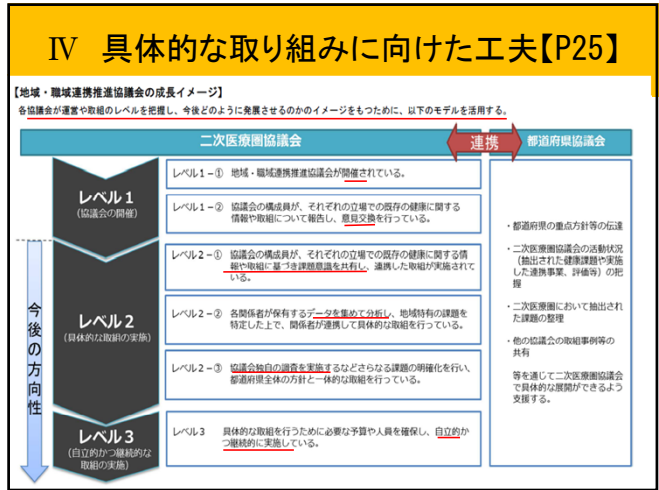 Ⅳ 具体的な取り組みに向けた工夫【P25】
【地域・職域連携推進協議会の成長イメージ】
各協議会が運営や取組のレベルを把握し、今後どのように発展させるのかのイメージをもつために、以下のモデルを活用する。
二次医療圏協議会
連携
都道府県協議会
今後の方向性
レベル1
(協議会の開催)
レベル1-① 地域・職域連携推進協議会が開催されている。
レベル1-② 協議会の構成員が、それぞれの立場での既存の健康に関する
情報や取組について報告し、意見交換を行っている。
レベル2
(具体的な取組の実施)
レベル2-① 協議会の構成員が、それぞれの立場での既存の健康に関する情
報や取組に基づき課題意識を共有し、連携した取組が実施されて
いる。
レベル2-② 各関係者が保有するデータを集めて分析し、地域特有の課題を
特定した上で、関係者が連携して具体的な取組を行っている。
レベル2-③ 協議会独自の調査を実施するなどさらなる課題の明確化を行い、
都道府県全体の方針と一体的な取組を行っている。
レベル3
(自立的かつ継続的な
取組の実施)
レベル3 具体的な取組を行うために必要な予算や人員を確保し、自立的か
つ継続的に実施している。
・都道府県の重点方針等の伝達
・二次医療圏協議会の活動状況
(抽出された健康課題や実施
した連携事業、評価等)の把
握
・二次医療圏において抽出され
た課題の整理
・他の協議会の取組事例等の
共有
等を通じて二次医療圏協議会
で具体的な展開ができるよう
支援する。